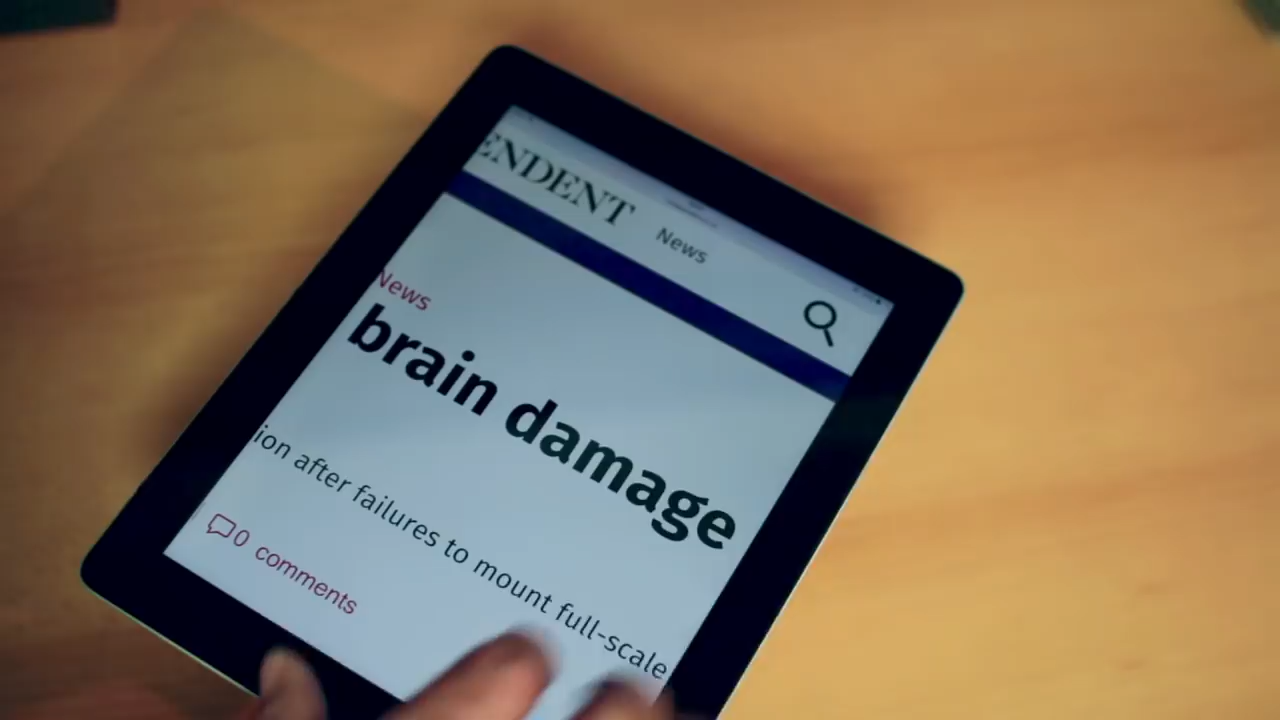 ENDENT
News
News
brain damage
ion after failures to mount full-scale
0 comments